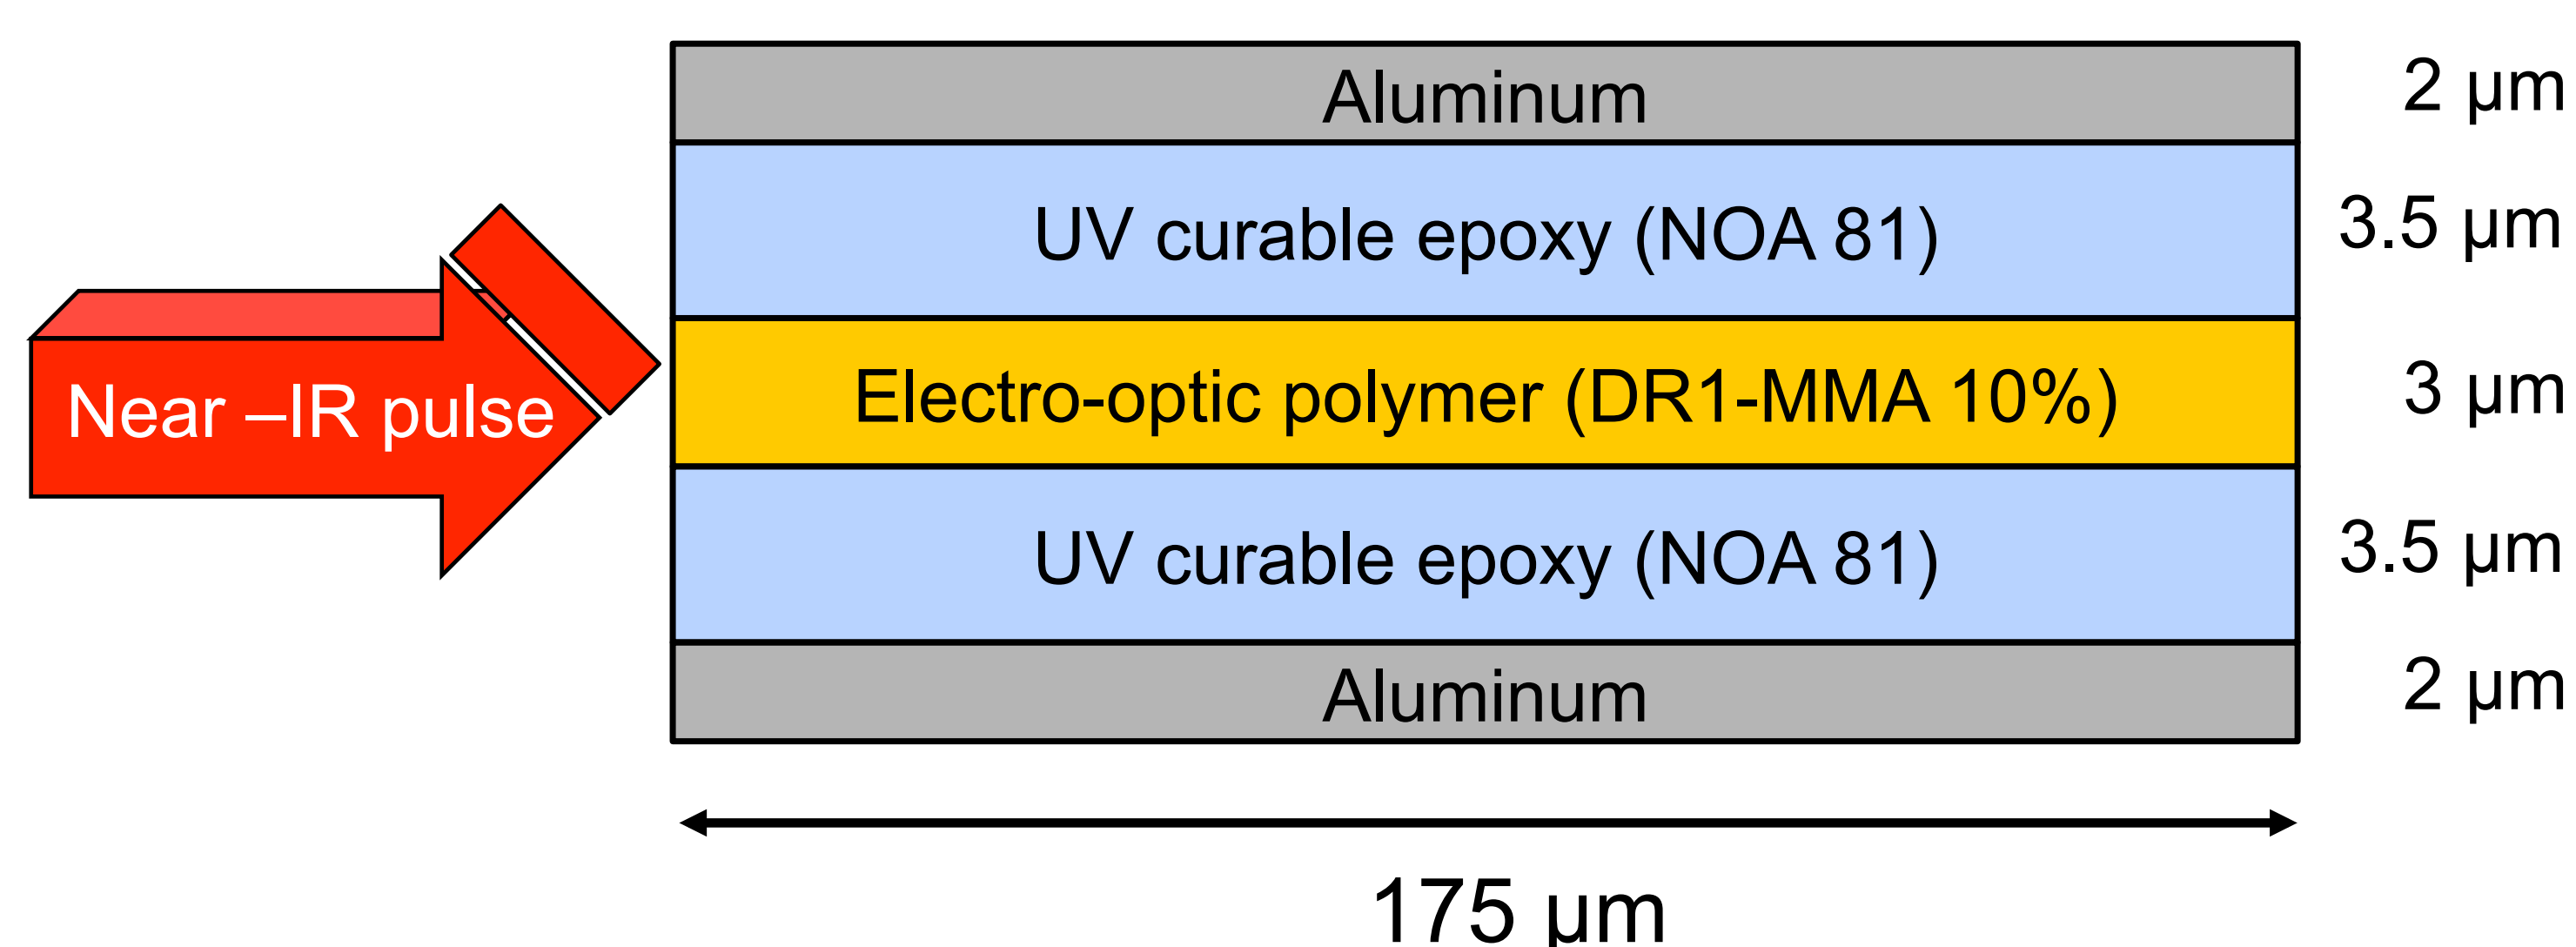 Aluminum
2 µm
UV curable epoxy (NOA 81)
3.5 µm
Near –IR pulse
Electro-optic polymer (DR1-MMA 10%)
3 µm
UV curable epoxy (NOA 81)
3.5 µm
Aluminum
2 µm
175 µm